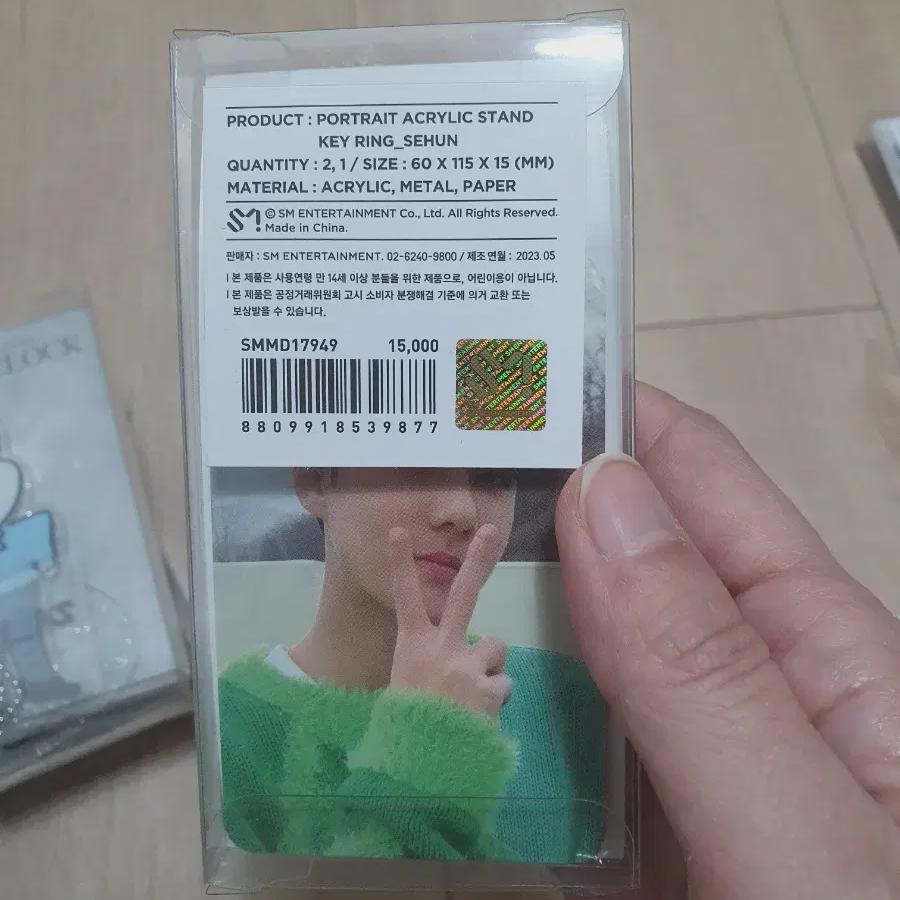 PRODUCT : PORTRAIT ACRYLIC STAND
KEY RING_SEHUN
QUANTITY : 2, 1 / SIZE : 60 X 115 X 15 (MM)
MATERIAL : ACRYLIC, METAL, PAPER
SM © SM ENTERTAINMENT Co., Ltd. All Rights Reserved.
Made in China.
판매자 : SM ENTERTAINMENT. 02-6240-9800 / 제조연월 : 2023. 05
ǀ 본 제품은 사용연령 만 14세 이상 분들을 위한 제품으로, 어린이용이 아닙니다.
ǀ 본 제품은 공정거래위원회 고시 소비자 분쟁해결 기준에 의거 교환 또는
보상받을 수 있습니다.
SMMD17949 15,000
8809918539877